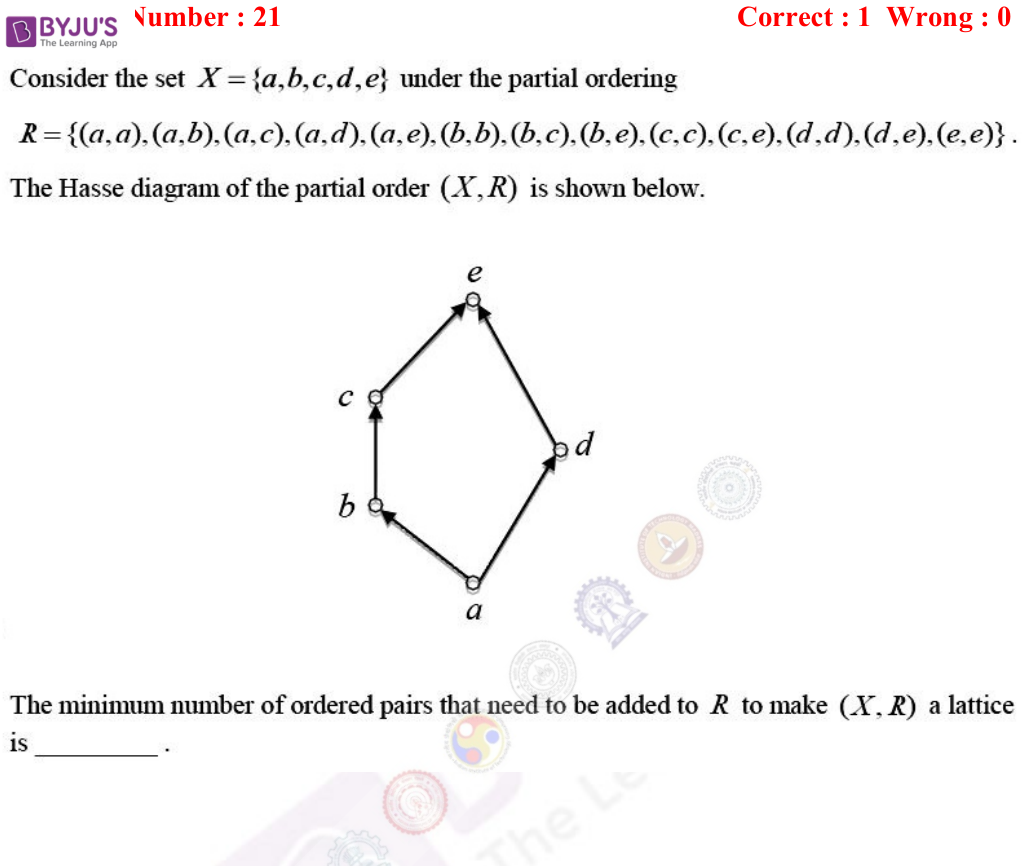 BYJU'S
The Learning App
Number : 21
Correct : 1 Wrong : 0
Consider the set X = {a,b,c,d,e} under the partial ordering
R = {(a,a),(a,b),(a,c),(a,d),(a,e),(b,b),(b,c),(b,e),(c,c),(c,e),(d,d),(d,e),(e,e)}.
The Hasse diagram of the partial order (X,R) is shown below.
e
c
d
b
a
The minimum number of ordered pairs that need to be added to R to make (X,R) a lattice
is __________ .
The Le